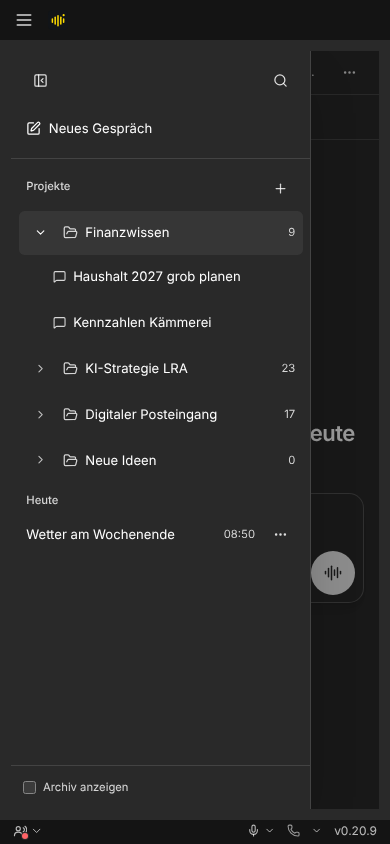 Neues Gespräch
Projekte
Finanzwissen 9
Haushalt 2027 grob planen
Kennzahlen Kämmerei
KI-Strategie LRA 23
Digitaler Posteingang 17
Neue Ideen 0
eute
Heute
Wetter am Wochenende 08:50
Archiv anzeigen
v0.20.9